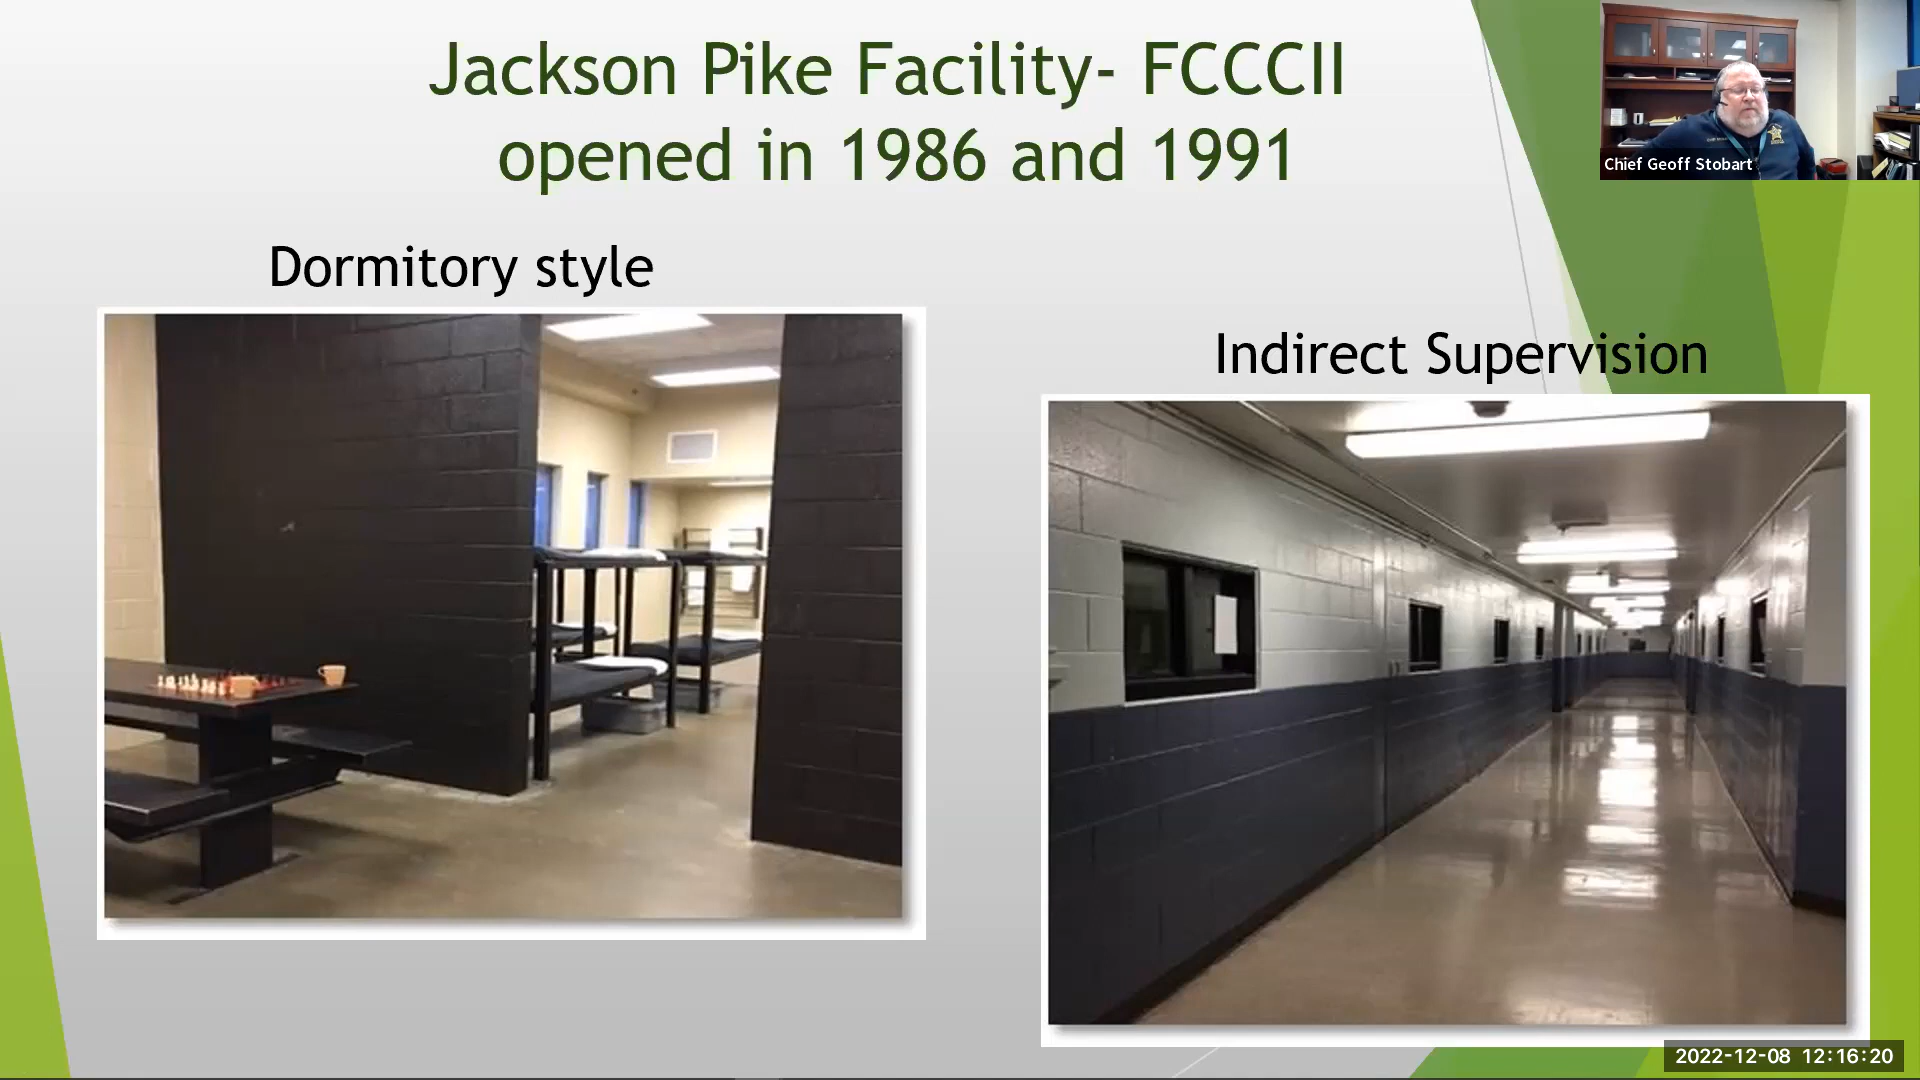 Jackson Pike Facility- FCCCII
opened in 1986 and 1991
Chief Geoff Stobart
Dormitory style
Indirect Supervision
2022-12-08 12:16:20